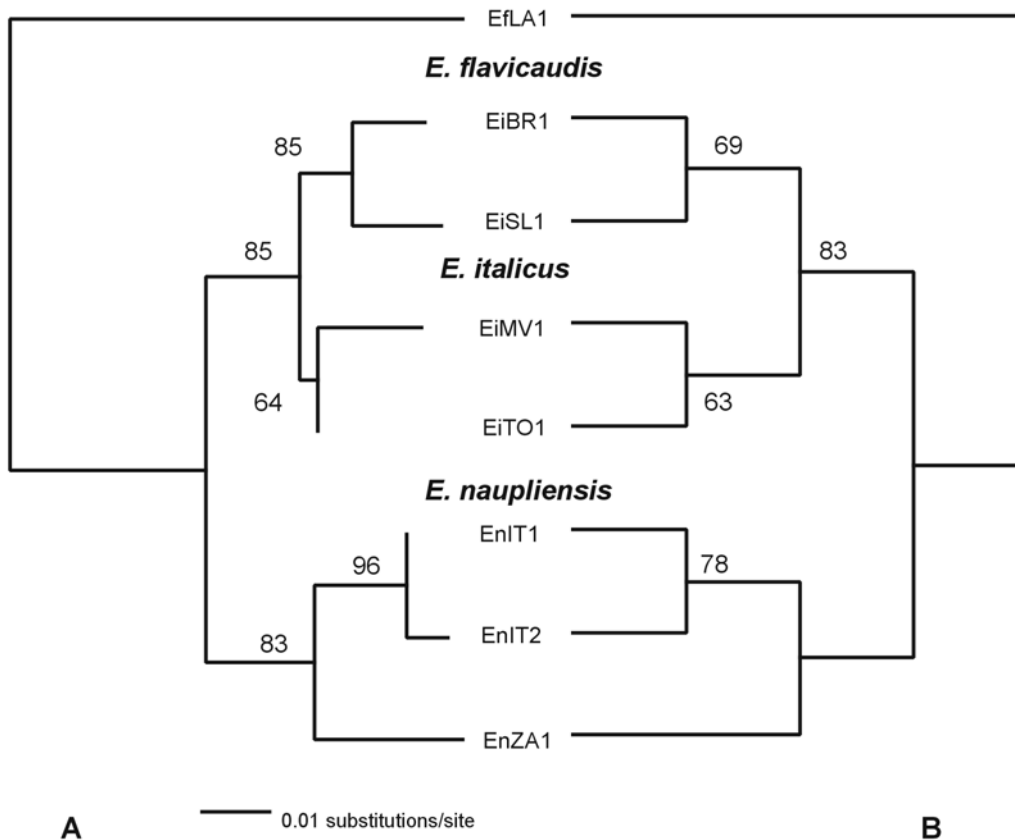 EfLA1
E. flavicaudis
EiBR1
85
69
EiSL1
85
E. italicus
83
EiMV1
64
63
EiTO1
E. naupliensis
EnIT1
96
78
EnIT2
83
EnZA1
A
0.01 substitutions/site
B